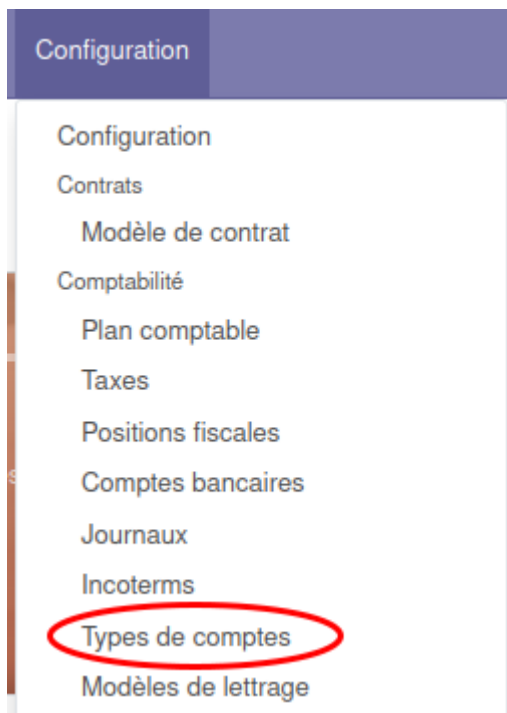 Configuration
Configuration
Contrats
Modèle de contrat
Comptabilité
Plan comptable
Taxes
Positions fiscales
Comptes bancaires
Journaux
Incoterms
Types de comptes
Modèles de lettrage